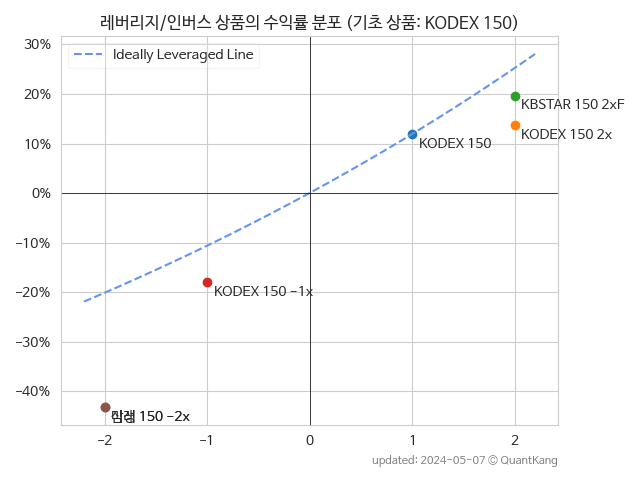 레버리지/인버스 상품의 수익률 분포 (기초 상품: KODEX 150)
30%
Ideally Leveraged Line
20%
KBSTAR 150 2xF
10%
KODEX 150
KODEX 150 2x
0%
−10%
−20%
KODEX 150 −1x
−30%
−40%
150 −2x
−2
−1
0
1
2
updated: 2024-05-07 © QuantKang